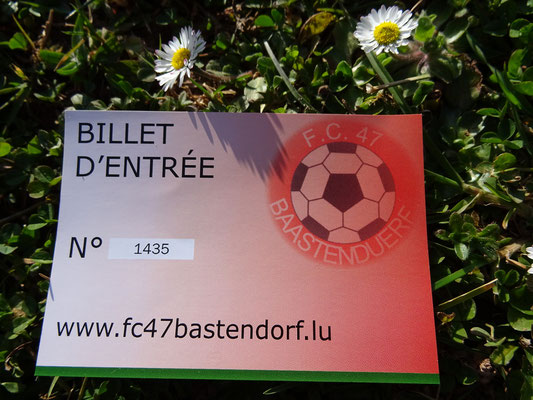 BILLET
D'ENTRÉE
F.C. 47
BAASTENDUERF
N° 1435
www.fc47bastendorf.lu